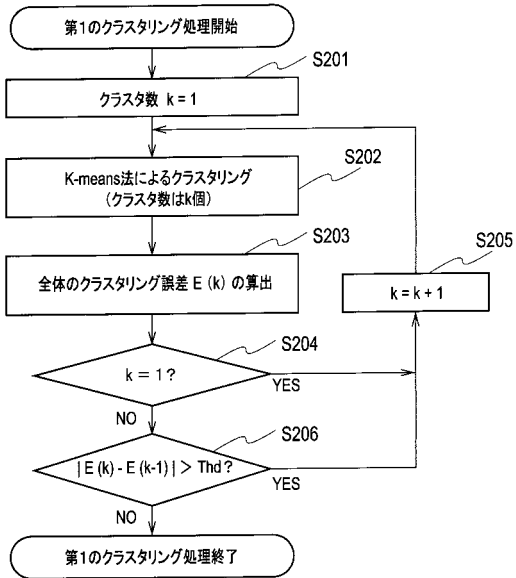 第1のクラスタリング処理開始
S201
クラスタ数 k = 1
S202
K-means法によるクラスタリング
(クラスタ数はk個)
S203
全体のクラスタリング誤差 E (k) の算出
S205
k = k + 1
S204
k = 1?
YES
NO
S206
| E (k) - E (k-1) | > Thd?
YES
NO
第1のクラスタリング処理終了